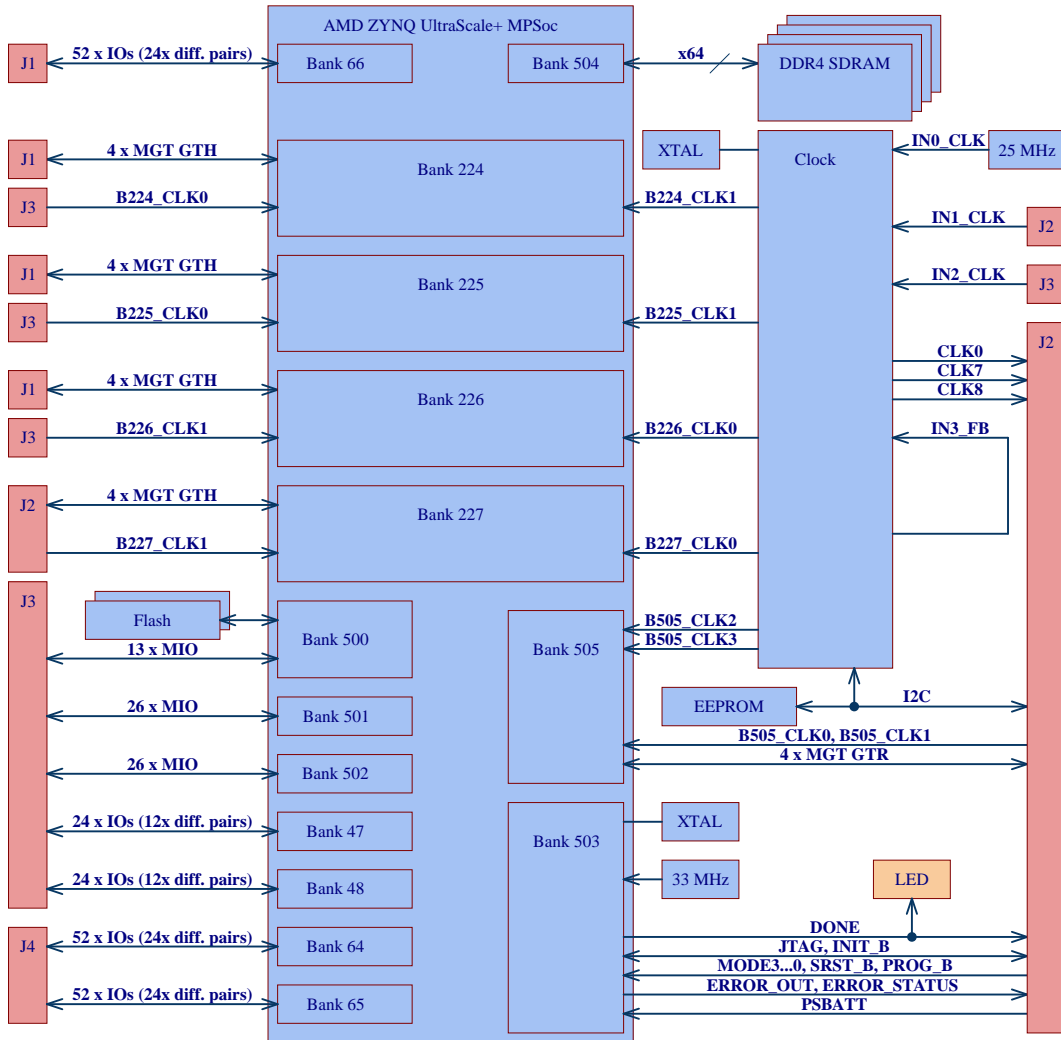 AMD ZYNQ UltraScale+ MPSoc
J1
52 x IOs (24x diff. pairs)
Bank 66
Bank 504
x64
DDR4 SDRAM
J1
4 x MGT GTH
Bank 224
XTAL
Clock
IN0_CLK
25 MHz
J3
B224_CLK0
B224_CLK1
IN1_CLK
J2
J1
4 x MGT GTH
Bank 225
IN2_CLK
J3
J3
B225_CLK0
B225_CLK1
J2
CLK0
CLK7
CLK8
J1
4 x MGT GTH
Bank 226
J3
B226_CLK1
B226_CLK0
IN3_FB
J2
4 x MGT GTH
Bank 227
B227_CLK1
B227_CLK0
J3
Flash
Bank 500
13 x MIO
B505_CLK2
B505_CLK3
Bank 505
26 x MIO
Bank 501
EEPROM
I2C
B505_CLK0, B505_CLK1
4 x MGT GTR
26 x MIO
Bank 502
24 x IOs (12x diff. pairs)
Bank 47
Bank 503
XTAL
24 x IOs (12x diff. pairs)
Bank 48
33 MHz
LED
J4
52 x IOs (24x diff. pairs)
Bank 64
DONE
JTAG, INIT_B
MODE3...0, SRST_B, PROG_B
ERROR_OUT, ERROR_STATUS
PSBATT
52 x IOs (24x diff. pairs)
Bank 65